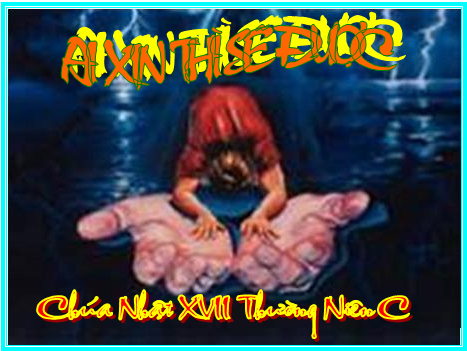 AI XIN THÌ SẼ ĐƯỢC
Chúa Nhật XVII Thường Niên C